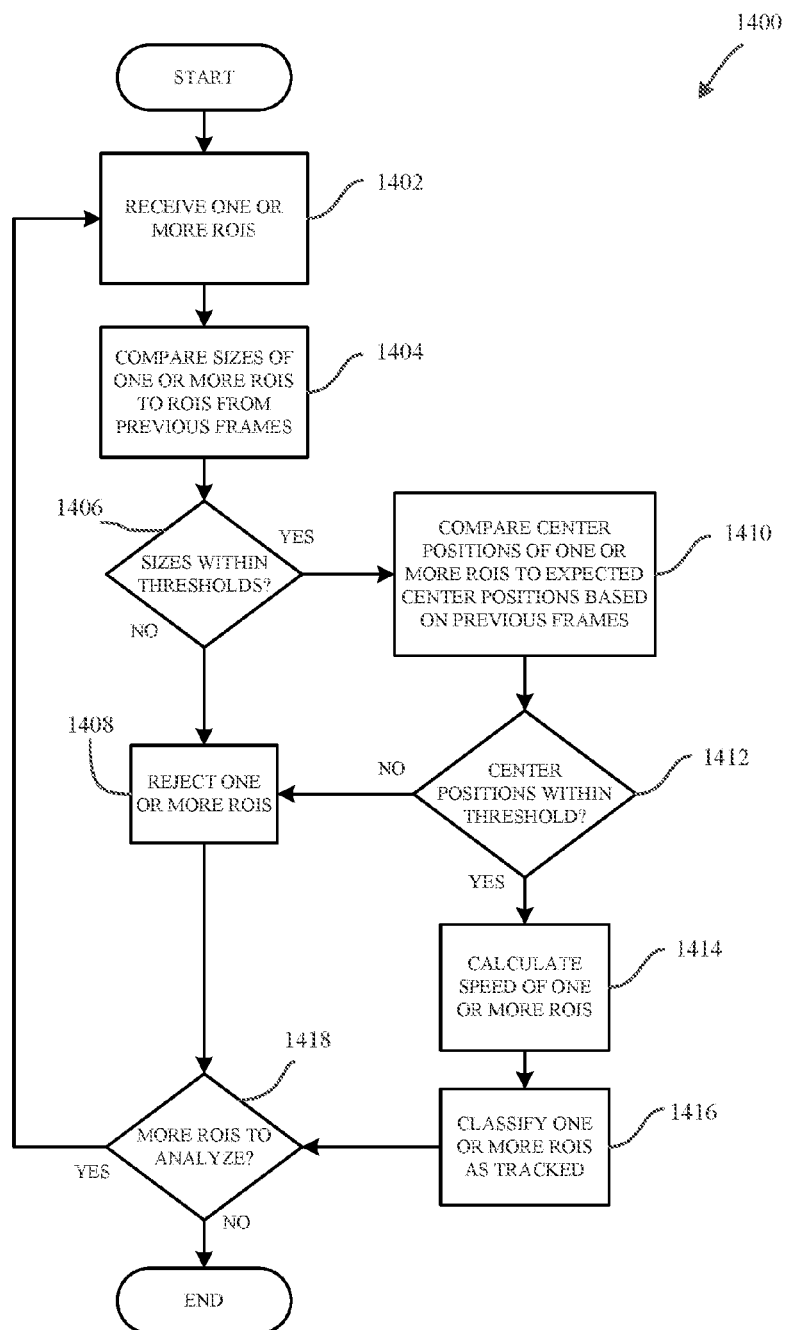 1400
START
1402
RECEIVE ONE OR
MORE ROIS
1404
COMPARE SIZES OF
ONE OR MORE ROIS
TO ROIS FROM
PREVIOUS FRAMES
1406
SIZES WITHIN
THRESHOLDS?
YES
NO
1410
COMPARE CENTER
POSITIONS OF ONE OR
MORE ROIS TO EXPECTED
CENTER POSITIONS BASED
ON PREVIOUS FRAMES
1408
REJECT ONE
OR MORE ROIS
NO
1412
CENTER
POSITIONS WITHIN
THRESHOLD?
YES
1414
CALCULATE
SPEED OF ONE
OR MORE ROIS
1416
CLASSIFY ONE
OR MORE ROIS
AS TRACKED
1418
MORE ROIS TO
ANALYZE?
YES
NO
END